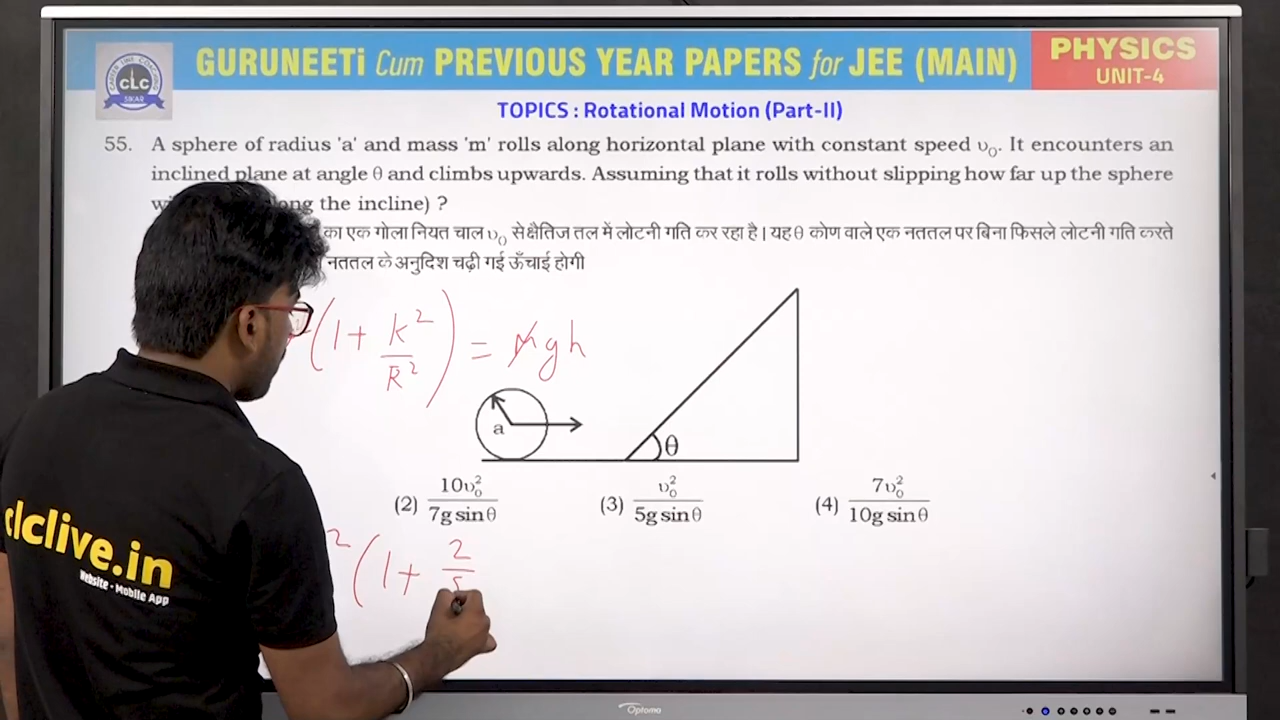 GURUNEETi Cum PREVIOUS YEAR PAPERS for JEE (MAIN)
PHYSICS
UNIT-4
CLC
SIKAR
TOPICS : Rotational Motion (Part-II)
55. A sphere of radius 'a' and mass 'm' rolls along horizontal plane with constant speed υ₀. It encounters an
inclined plane at angle θ and climbs upwards. Assuming that it rolls without slipping how far up the sphere
the incline) ?
का एक गोला नियत चाल υ₀ से क्षैतिज तल में लोटनी गति कर रहा है। यह θ कोण वाले एक नततल पर बिना फिसले लोटनी गति करते
नततल के अनुदिश चढ़ी गई ऊँचाई होगी
(1 + K²/R²) = mgh
a
θ
(2) 10υ₀²/7g sinθ (3) υ₀²/5g sinθ (4) 7υ₀²/10g sinθ
² (1 + 2/5
clclive.in
Website • Mobile App
Optoma